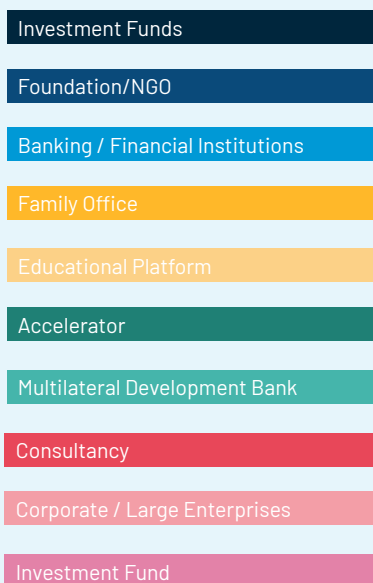 Investment Funds
Foundation/NGO
Banking / Financial Institutions
Family Office
Educational Platform
Accelerator
Multilateral Development Bank
Consultancy
Corporate / Large Enterprises
Investment Fund